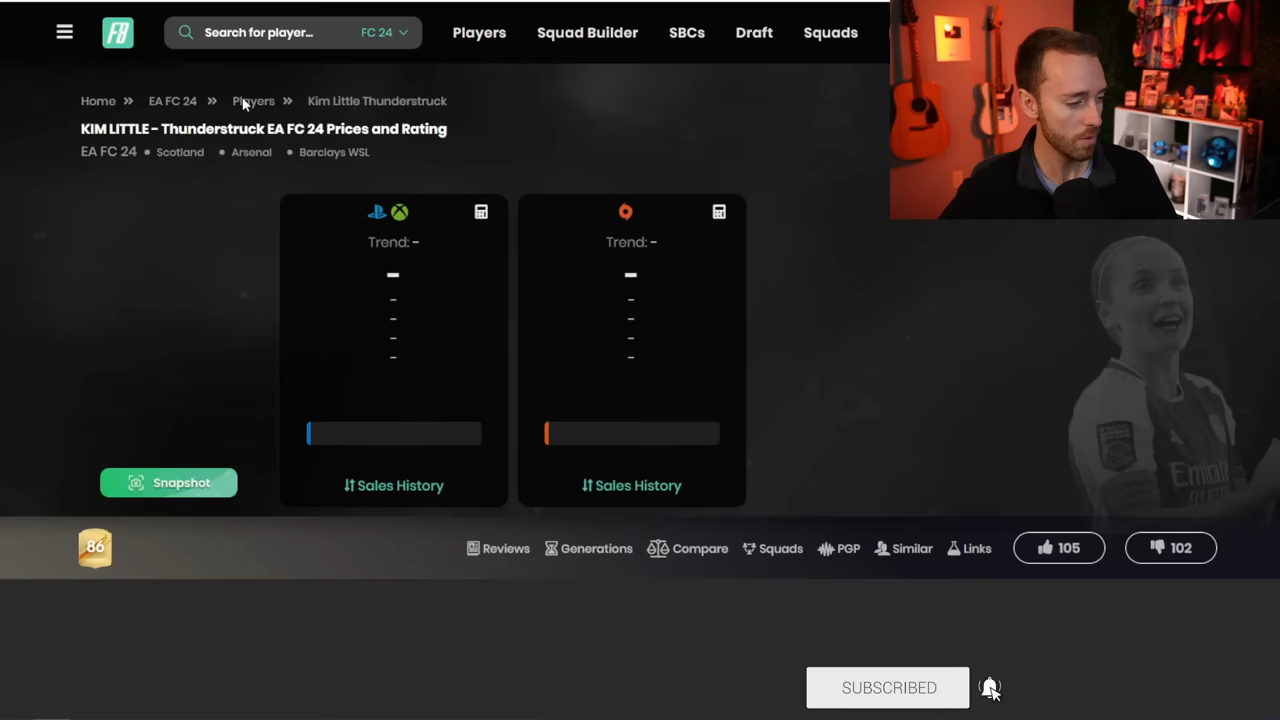 F8 Search for player... FC 24 Players Squad Builder SBCs Draft Squads
Home » EA FC 24 » Players » Kim Little Thunderstruck
KIM LITTLE - Thunderstruck EA FC 24 Prices and Rating
EA FC 24 • Scotland • Arsenal • Barclays WSL
Trend: - Trend: -
- -
- -
- -
- -
- -
Snapshot Sales History Sales History
86 Reviews Generations Compare Squads PGP Similar Links 105 102
Emirates
SUBSCRIBED